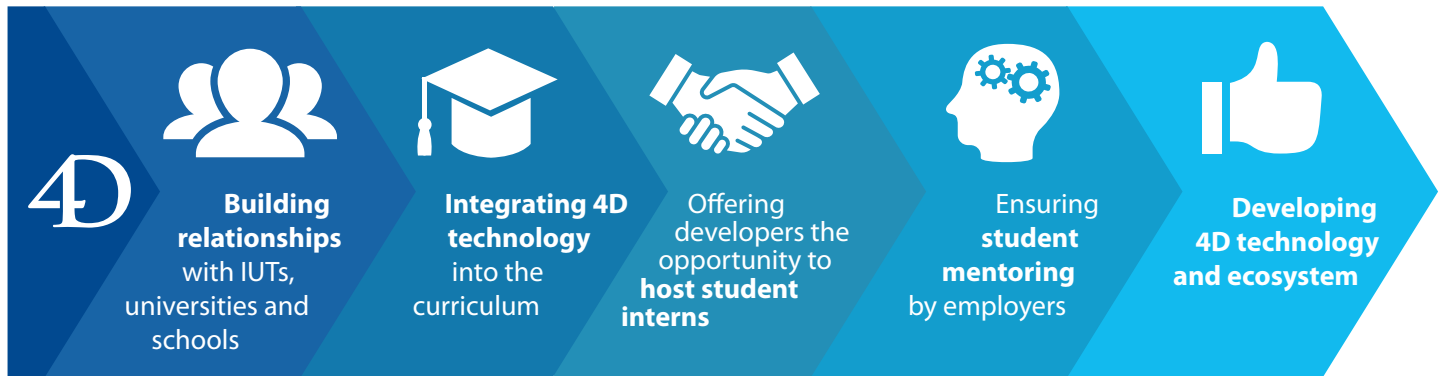 4D
Building
relationships
with IUTs,
universities and
schools
Integrating 4D
technology
into the
curriculum
Offering
developers the
opportunity to
host student
interns
Ensuring
student
mentoring
by employers
Developing
4D technology
and ecosystem